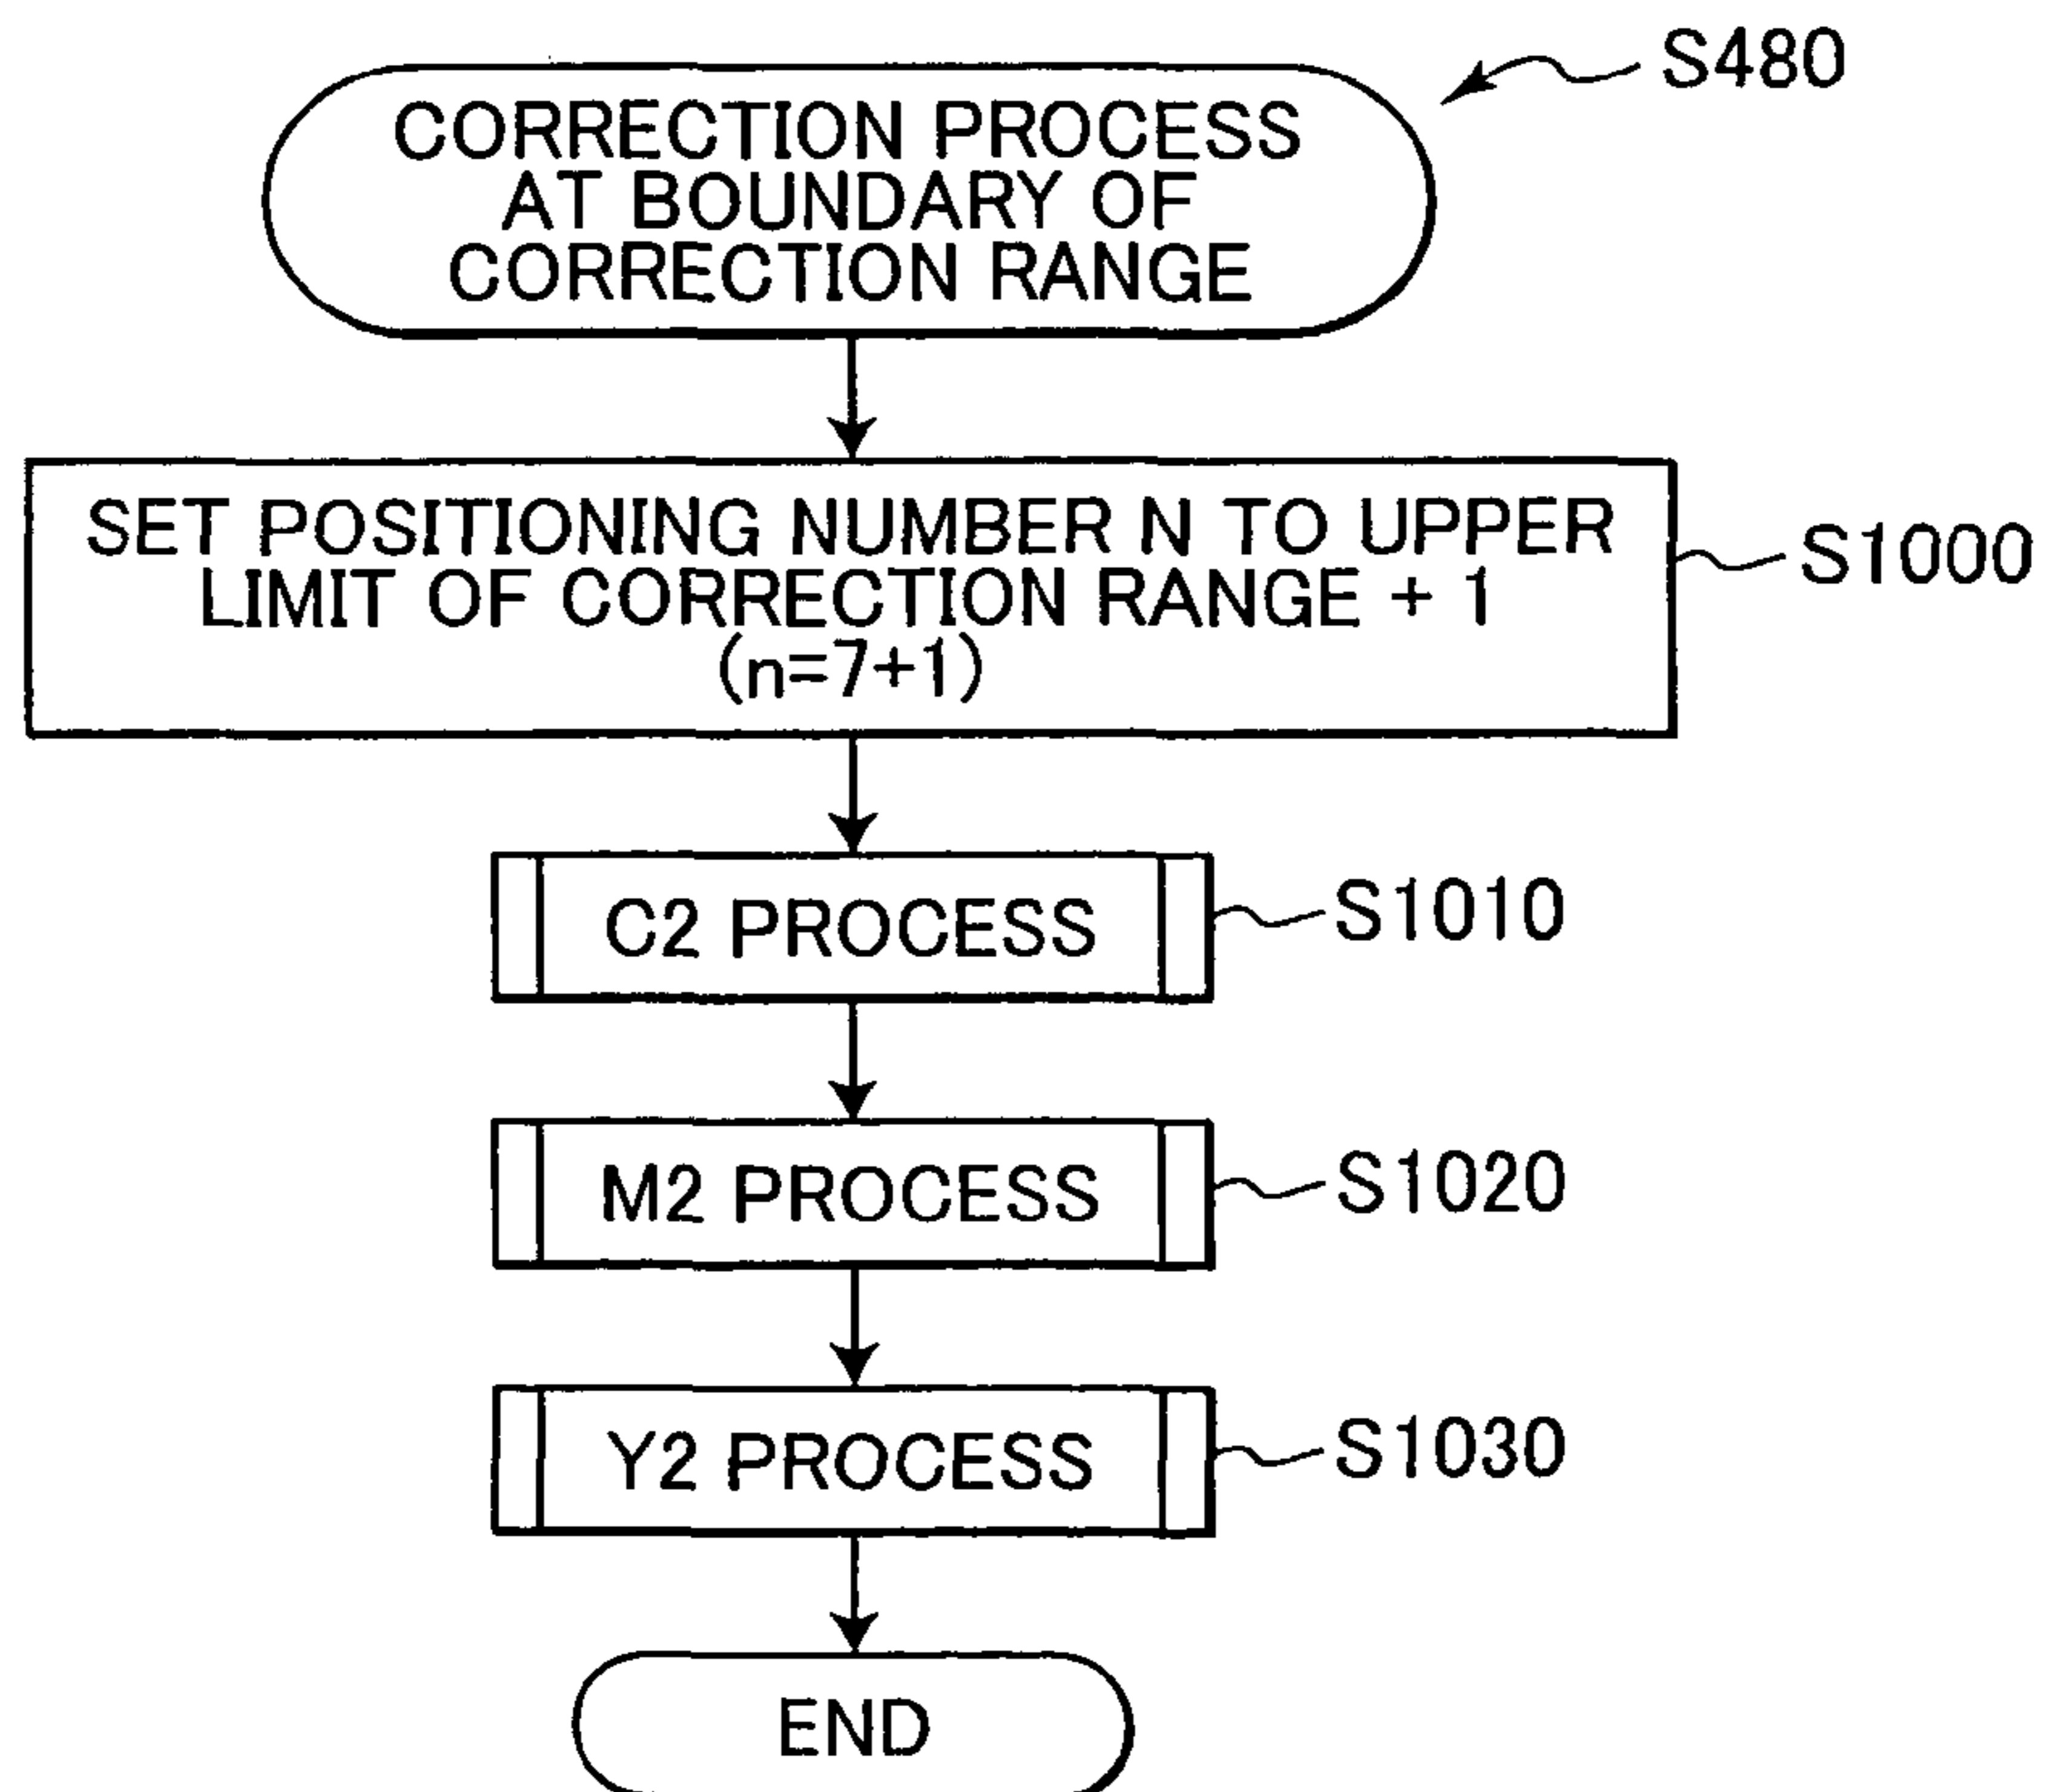 S480
CORRECTION PROCESS
AT BOUNDARY OF
CORRECTION RANGE
SET POSITIONING NUMBER N TO UPPER
LIMIT OF CORRECTION RANGE + 1
(n=7+1)
S1000
C2 PROCESS
S1010
M2 PROCESS
S1020
Y2 PROCESS
S1030
END